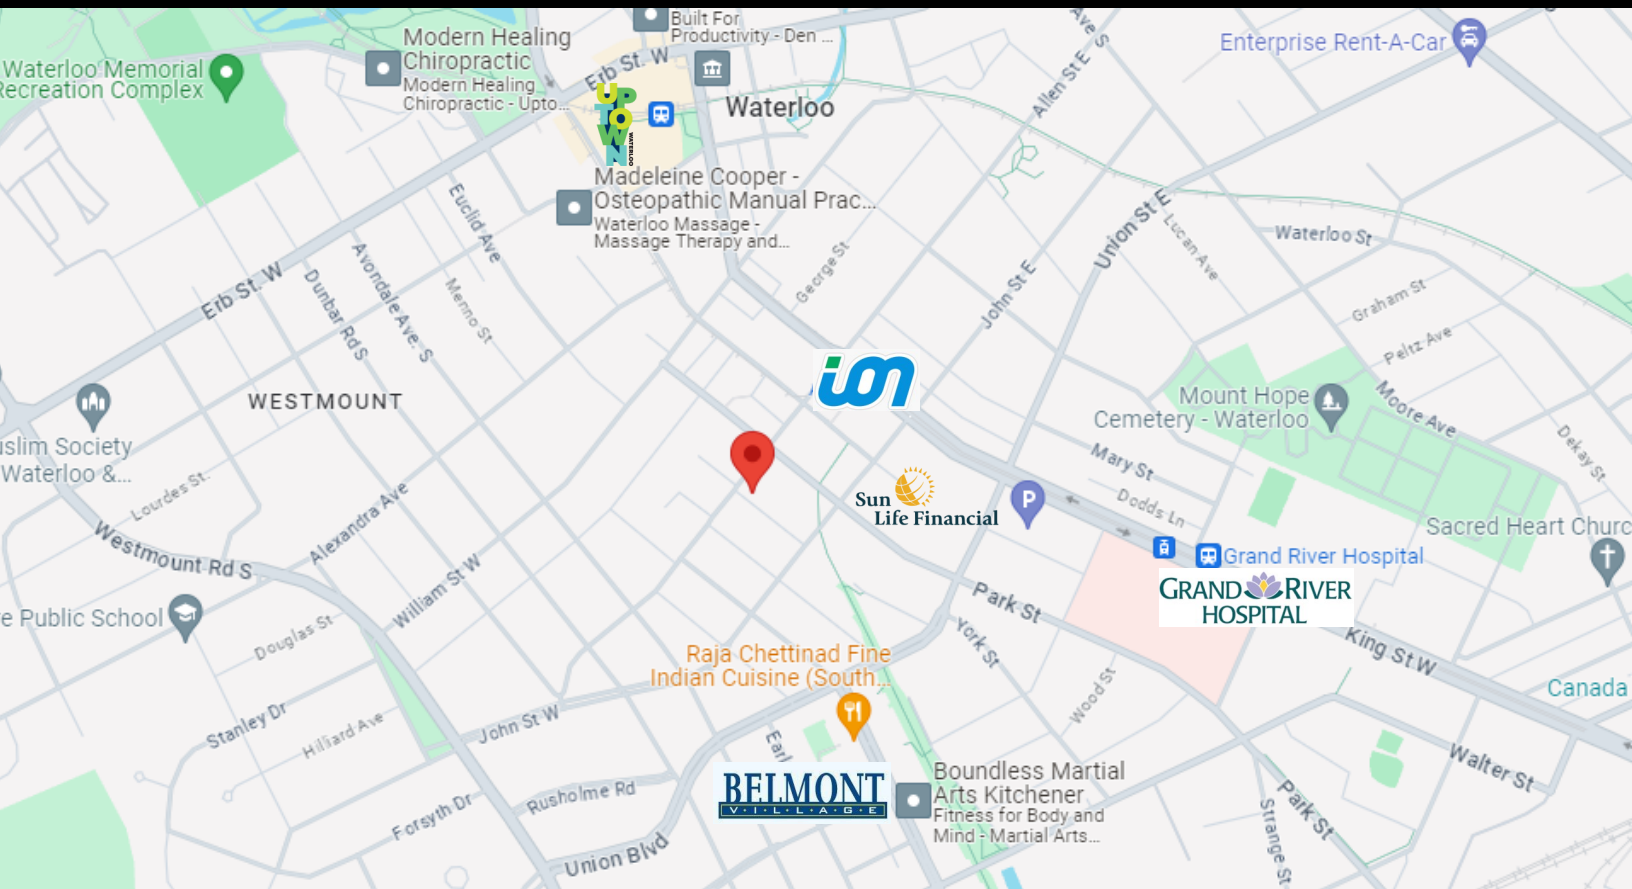 Built For
Productivity - Den ...
Modern Healing
Chiropractic
Modern Healing
Chiropractic - Upto...
Waterloo Memorial
Recreation Complex
Erb St. W
UPTOWN
WATERLOO
Waterloo
Ave S
Allen St E
Enterprise Rent-A-Car
Madeleine Cooper -
Osteopathic Manual Prac...
Waterloo Massage -
Massage Therapy and...
Euclid Ave
Avondale Ave. S
Dunbar Rd S
Menno St
Erb St. W
George St
John St E
Union St E
Lucan Ave
Waterloo St
Graham St
Peltz Ave
Moore Ave
Dekay St
WESTMOUNT
ion
Mount Hope
Cemetery - Waterloo
Mary St
Dodds Ln
uslim Society
Waterloo &...
Lourdes St.
Alexandra Ave
Westmount Rd S
William St W
Sun
Life Financial
P
Sacred Heart Churc
Grand River Hospital
GRAND RIVER
HOSPITAL
King St W
Park St
York St
Wood St
e Public School
Douglas St
Raja Chettinad Fine
Indian Cuisine (South...
Canada
Stanley Dr
Hilliard Ave
John St W
Earl
BELMONT
V·I·L·L·A·G·E
Boundless Martial
Arts Kitchener
Fitness for Body and
Mind - Martial Arts...
Rusholme Rd
Forsyth Dr
Union Blvd
Walter St
Park St
Strange St